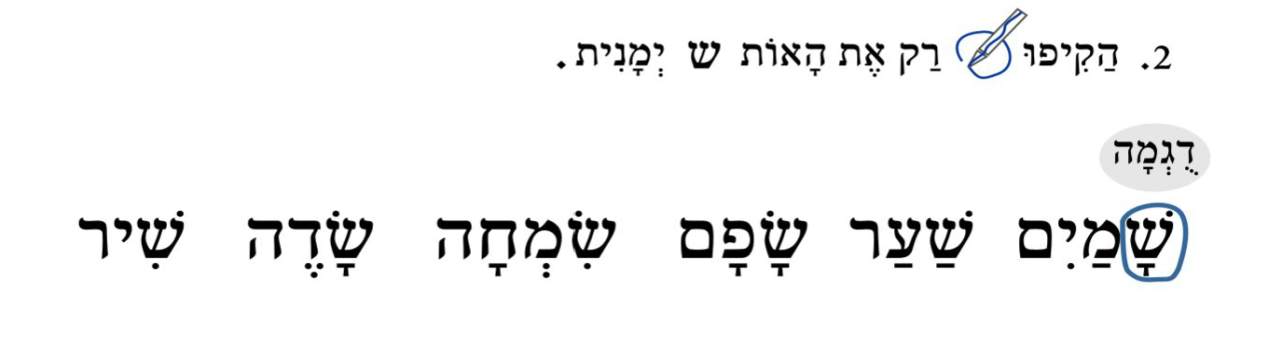 2. הַקִּיפוּ רַק אֶת הָאוֹת שׁ יְמָנִית.
דֻּגְמָה
שָׁמַיִם שַׁעַר שָׂפָם שִׂמְחָה שָׂדֶה שִׁיר